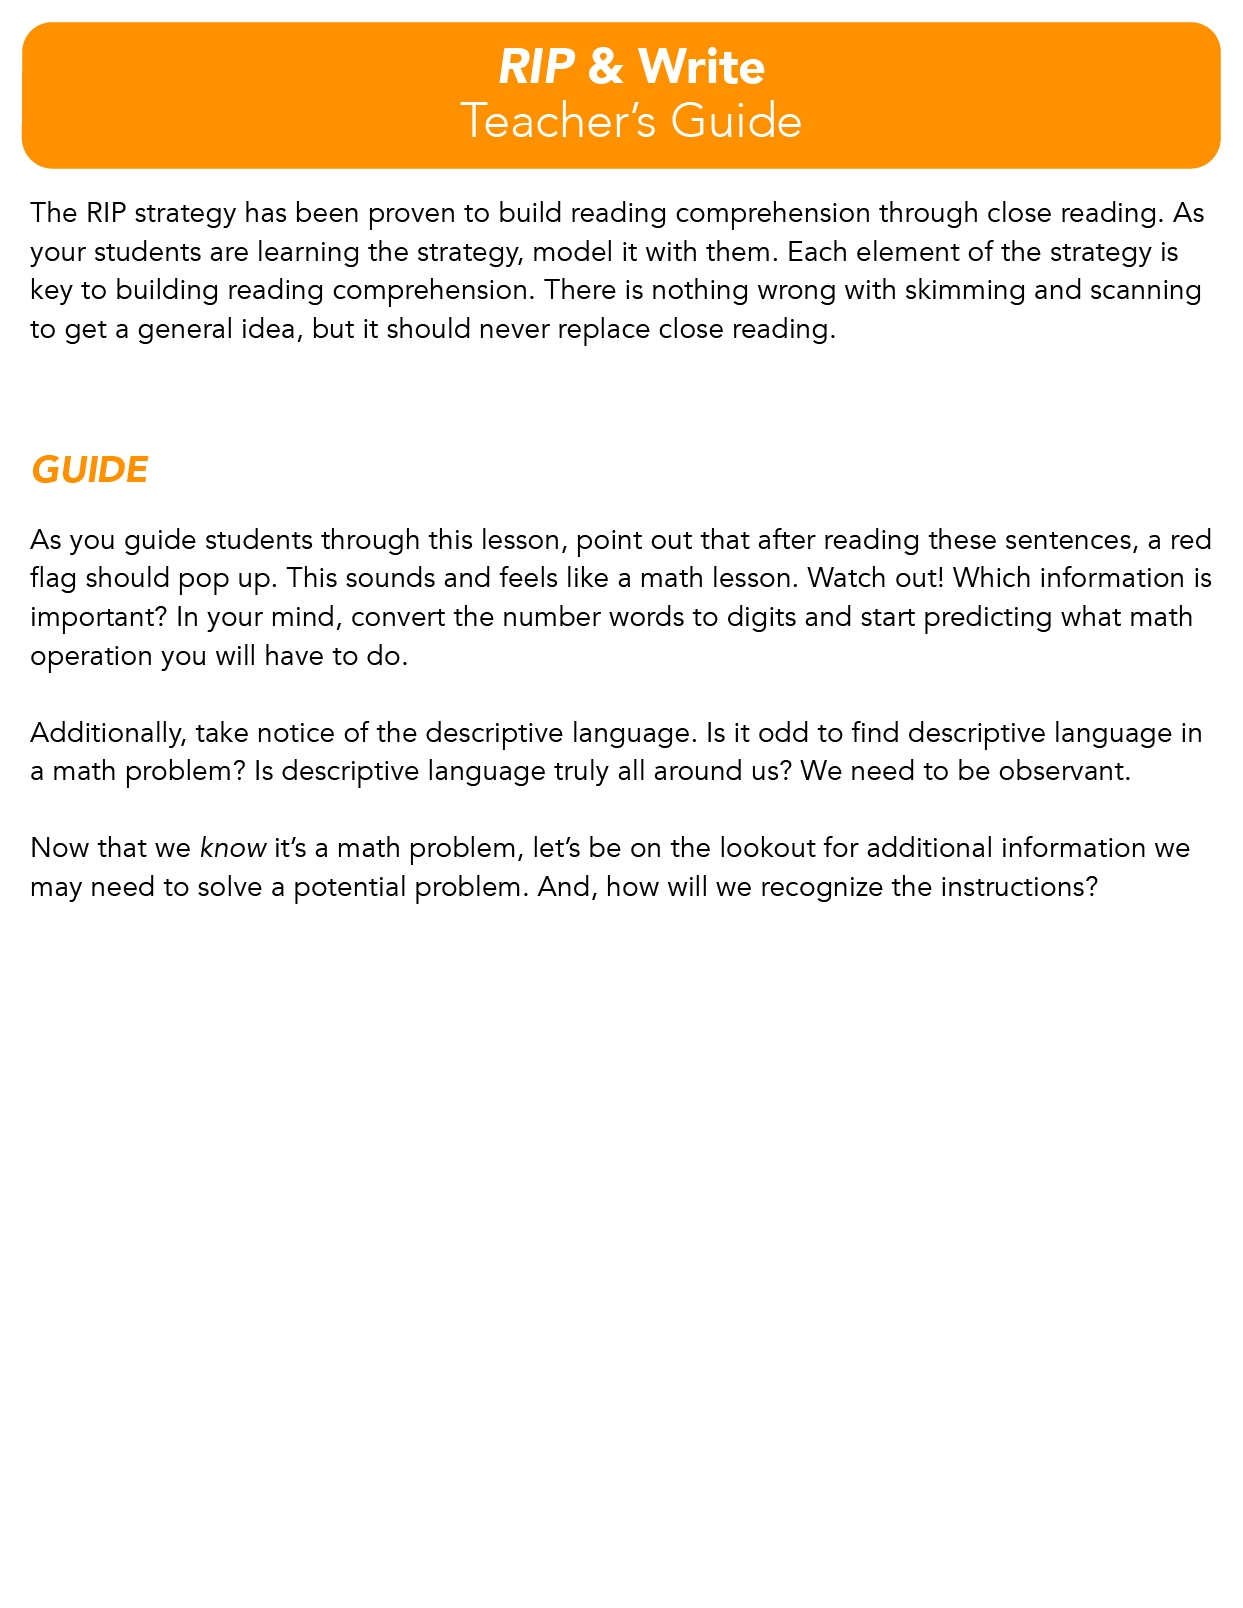 RIP & Write
Teacher’s Guide
The RIP strategy has been proven to build reading comprehension through close reading. As
your students are learning the strategy, model it with them. Each element of the strategy is
key to building reading comprehension. There is nothing wrong with skimming and scanning
to get a general idea, but it should never replace close reading.
GUIDE
As you guide students through this lesson, point out that after reading these sentences, a red
flag should pop up. This sounds and feels like a math lesson. Watch out! Which information is
important? In your mind, convert the number words to digits and start predicting what math
operation you will have to do.
Additionally, take notice of the descriptive language. Is it odd to find descriptive language in
a math problem? Is descriptive language truly all around us? We need to be observant.
Now that we know it’s a math problem, let’s be on the lookout for additional information we
may need to solve a potential problem. And, how will we recognize the instructions?